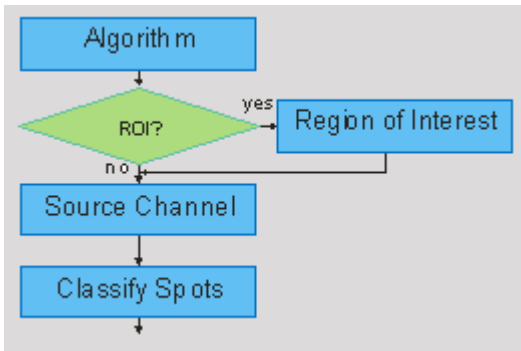 Algorithm
ROI?
yes
Region of Interest
no
Source Channel
Classify Spots